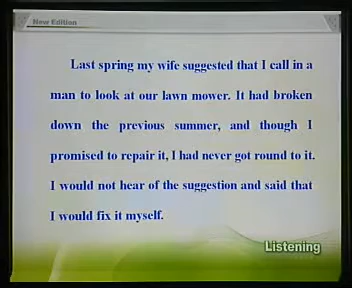 New Edition
Last spring my wife suggested that I call in a
man to look at our lawn mower. It had broken
down the previous summer, and though I
promised to repair it, I had never got round to it.
I would not hear of the suggestion and said that
I would fix it myself.
Listening